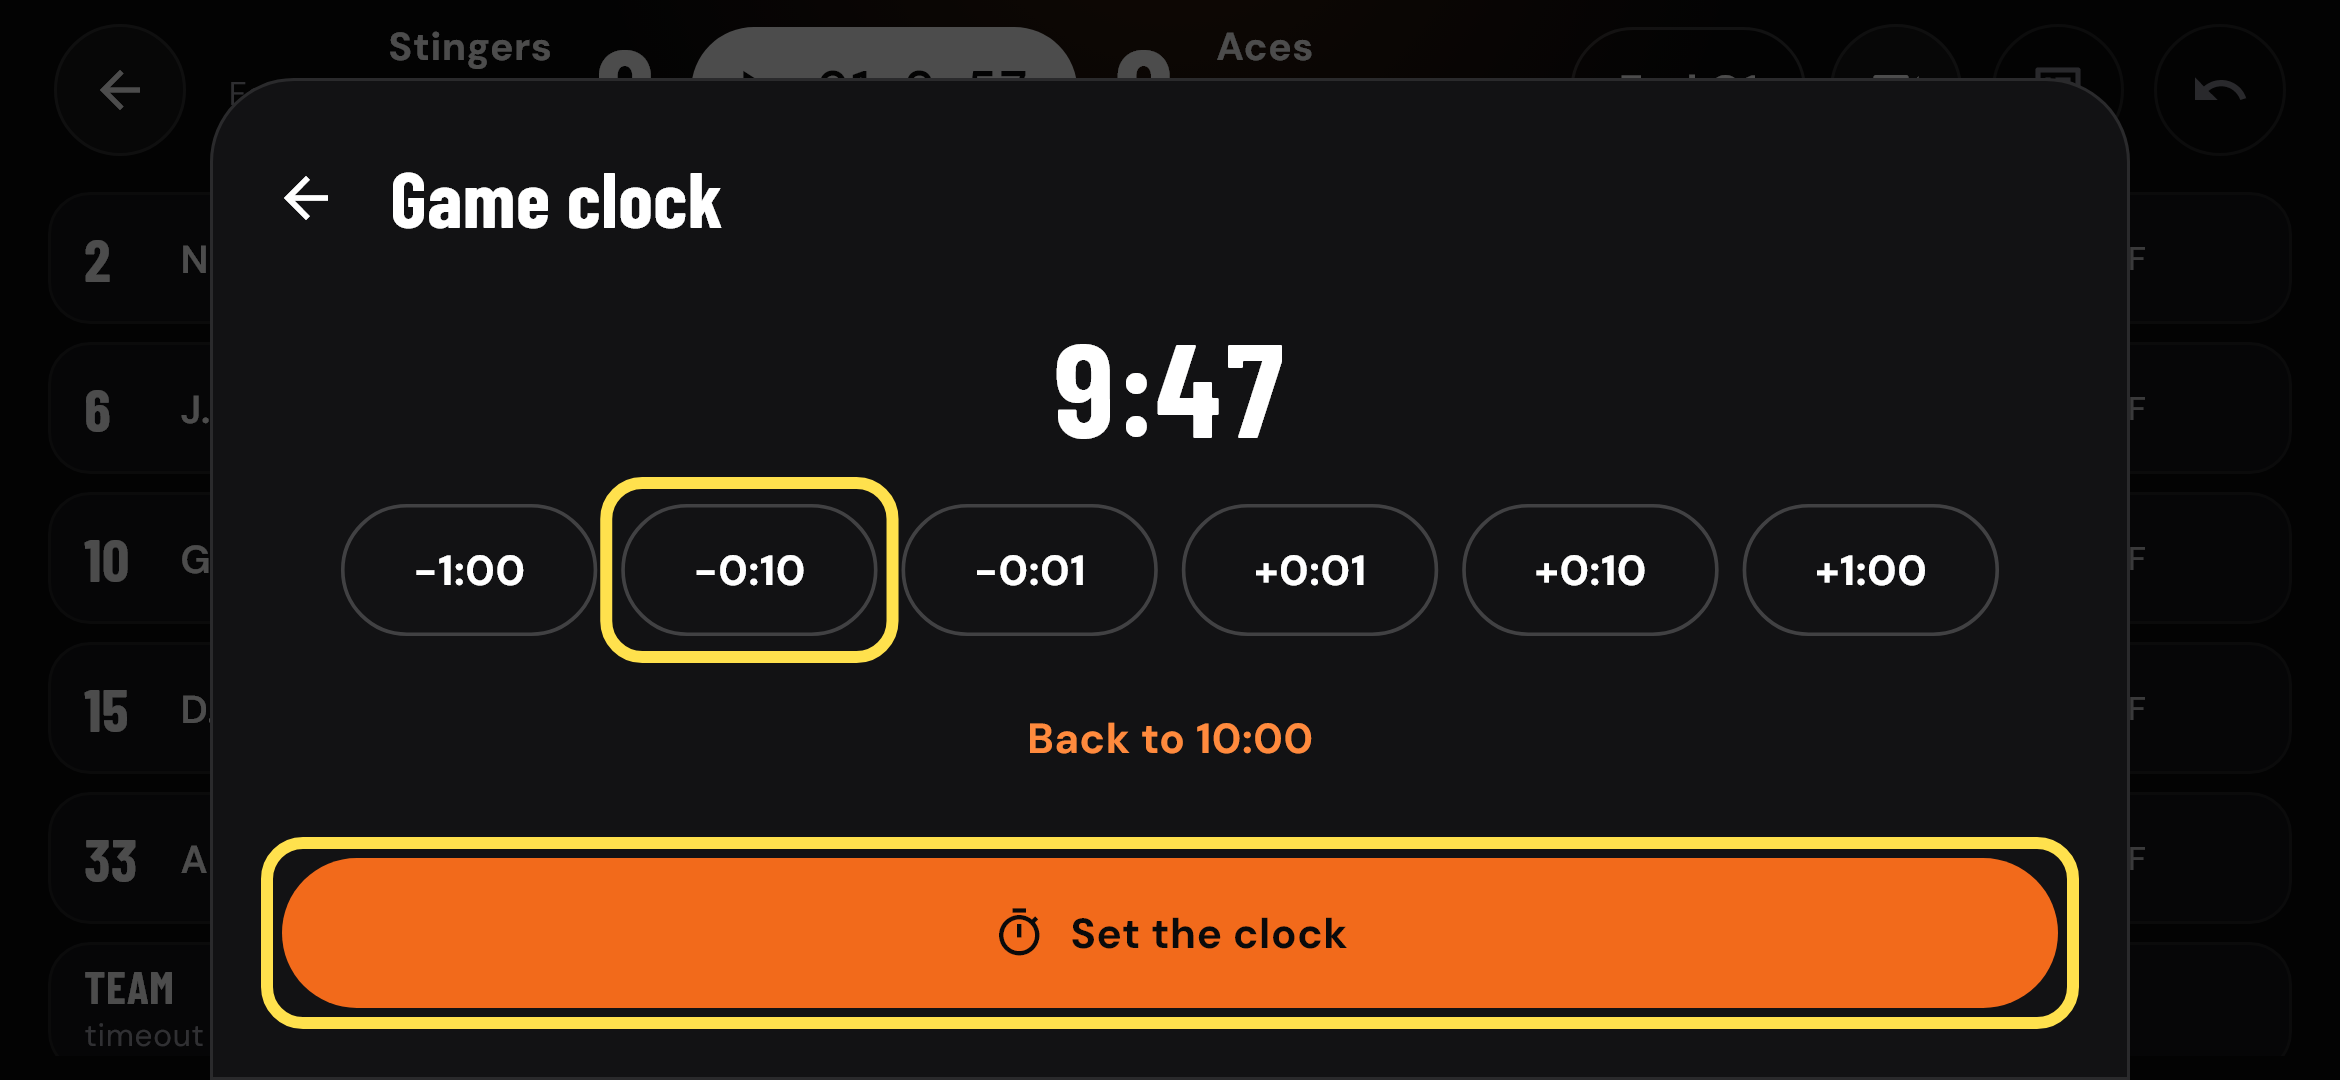 Stingers
Aces
Game clock
2 N
6 J.
10 G
15 D.
33 A
TEAM
timeout
F
F
F
F
F
9:47
-1:00 -0:10 -0:01 +0:01 +0:10 +1:00
Back to 10:00
Set the clock